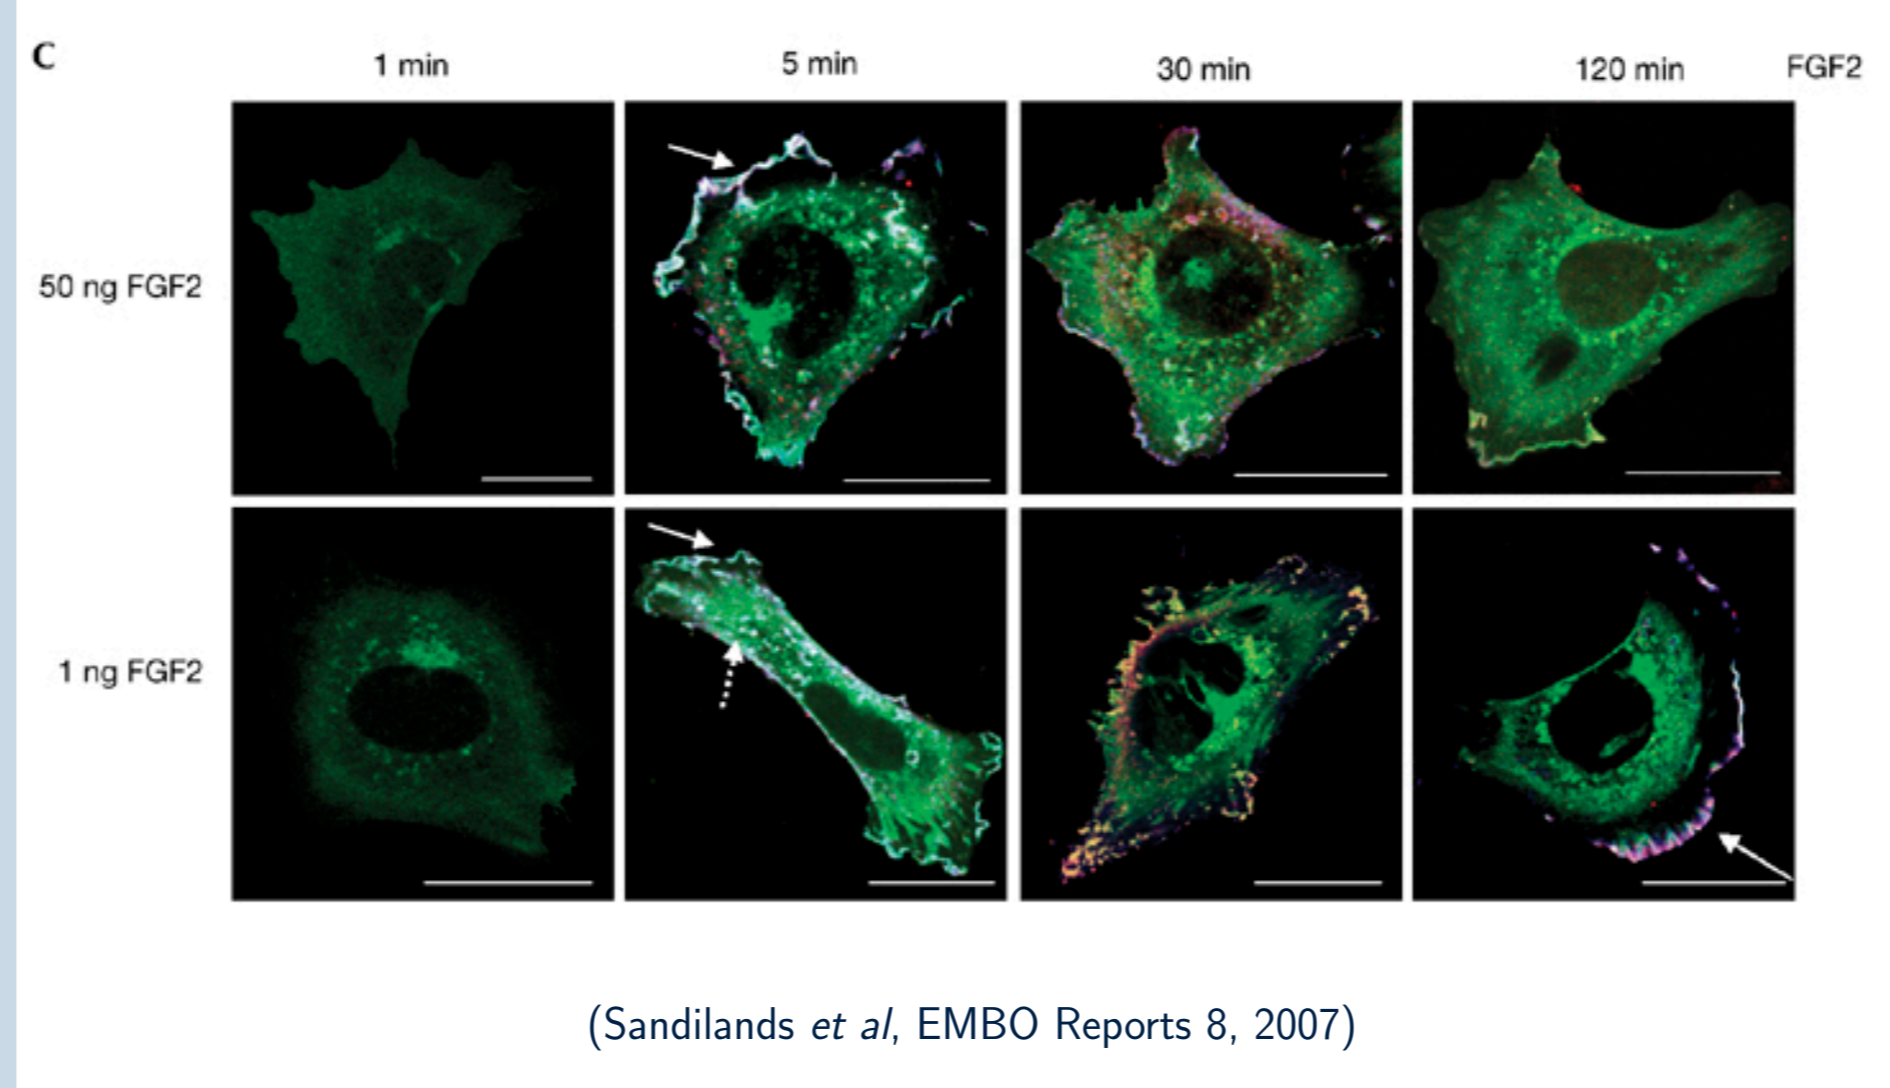 C
1 min 5 min 30 min 120 min FGF2
50 ng FGF2
1 ng FGF2
(Sandilands et al, EMBO Reports 8, 2007)